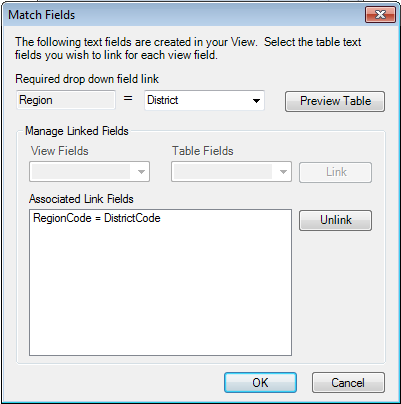 Match Fields
The following text fields are created in your View.  Select the table text
fields you wish to link for each view field.
Required drop down field link
Region = District Preview Table
Manage Linked Fields
View Fields Table Fields
Link
Associated Link Fields
RegionCode = DistrictCode
Unlink
OK Cancel